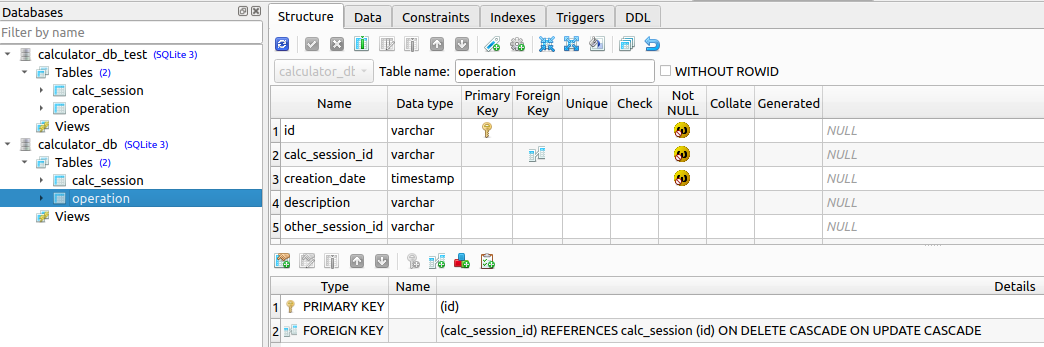 Databases
Filter by name
calculator_db_test (SQLite 3)
Tables (2)
calc_session
operation
Views
calculator_db (SQLite 3)
Tables (2)
calc_session
operation
Views
Structure Data Constraints Indexes Triggers DDL
calculator_dt Table name: operation WITHOUT ROWID
Name Data type Primary Key Foreign Key Unique Check Not NULL Collate Generated
1 id varchar NULL
2 calc_session_id varchar NULL
3 creation_date timestamp NULL
4 description varchar NULL
5 other_session_id varchar NULL
Type Name Details
1 PRIMARY KEY (id)
2 FOREIGN KEY (calc_session_id) REFERENCES calc_session (id) ON DELETE CASCADE ON UPDATE CASCADE